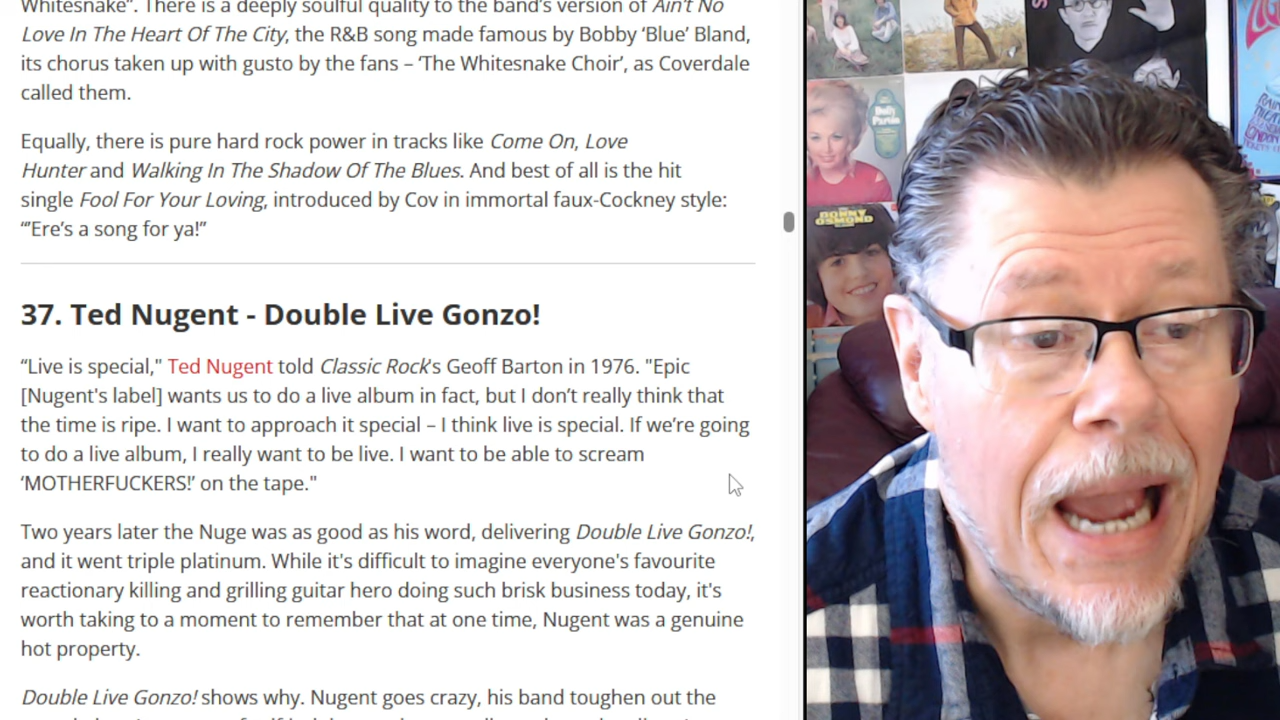 Whitesnake”. There is a deeply soulful quality to the band's version of Ain't No
Love In The Heart Of The City, the R&B song made famous by Bobby ‘Blue’ Bland,
its chorus taken up with gusto by the fans – ‘The Whitesnake Choir’, as Coverdale
called them.
Equally, there is pure hard rock power in tracks like Come On, Love
Hunter and Walking In The Shadow Of The Blues. And best of all is the hit
single Fool For Your Loving, introduced by Cov in immortal faux-Cockney style:
“’Ere’s a song for ya!”
37. Ted Nugent - Double Live Gonzo!
“Live is special," Ted Nugent told Classic Rock's Geoff Barton in 1976. "Epic
[Nugent's label] wants us to do a live album in fact, but I don’t really think that
the time is ripe. I want to approach it special – I think live is special. If we’re going
to do a live album, I really want to be live. I want to be able to scream
‘MOTHERFUCKERS!’ on the tape."
Two years later the Nuge was as good as his word, delivering Double Live Gonzo!,
and it went triple platinum. While it's difficult to imagine everyone's favourite
reactionary killing and grilling guitar hero doing such brisk business today, it's
worth taking to a moment to remember that at one time, Nugent was a genuine
hot property.
Double Live Gonzo! shows why. Nugent goes crazy, his band toughen out the
Dolly
Parton
DONNY
OSMOND
LONDON